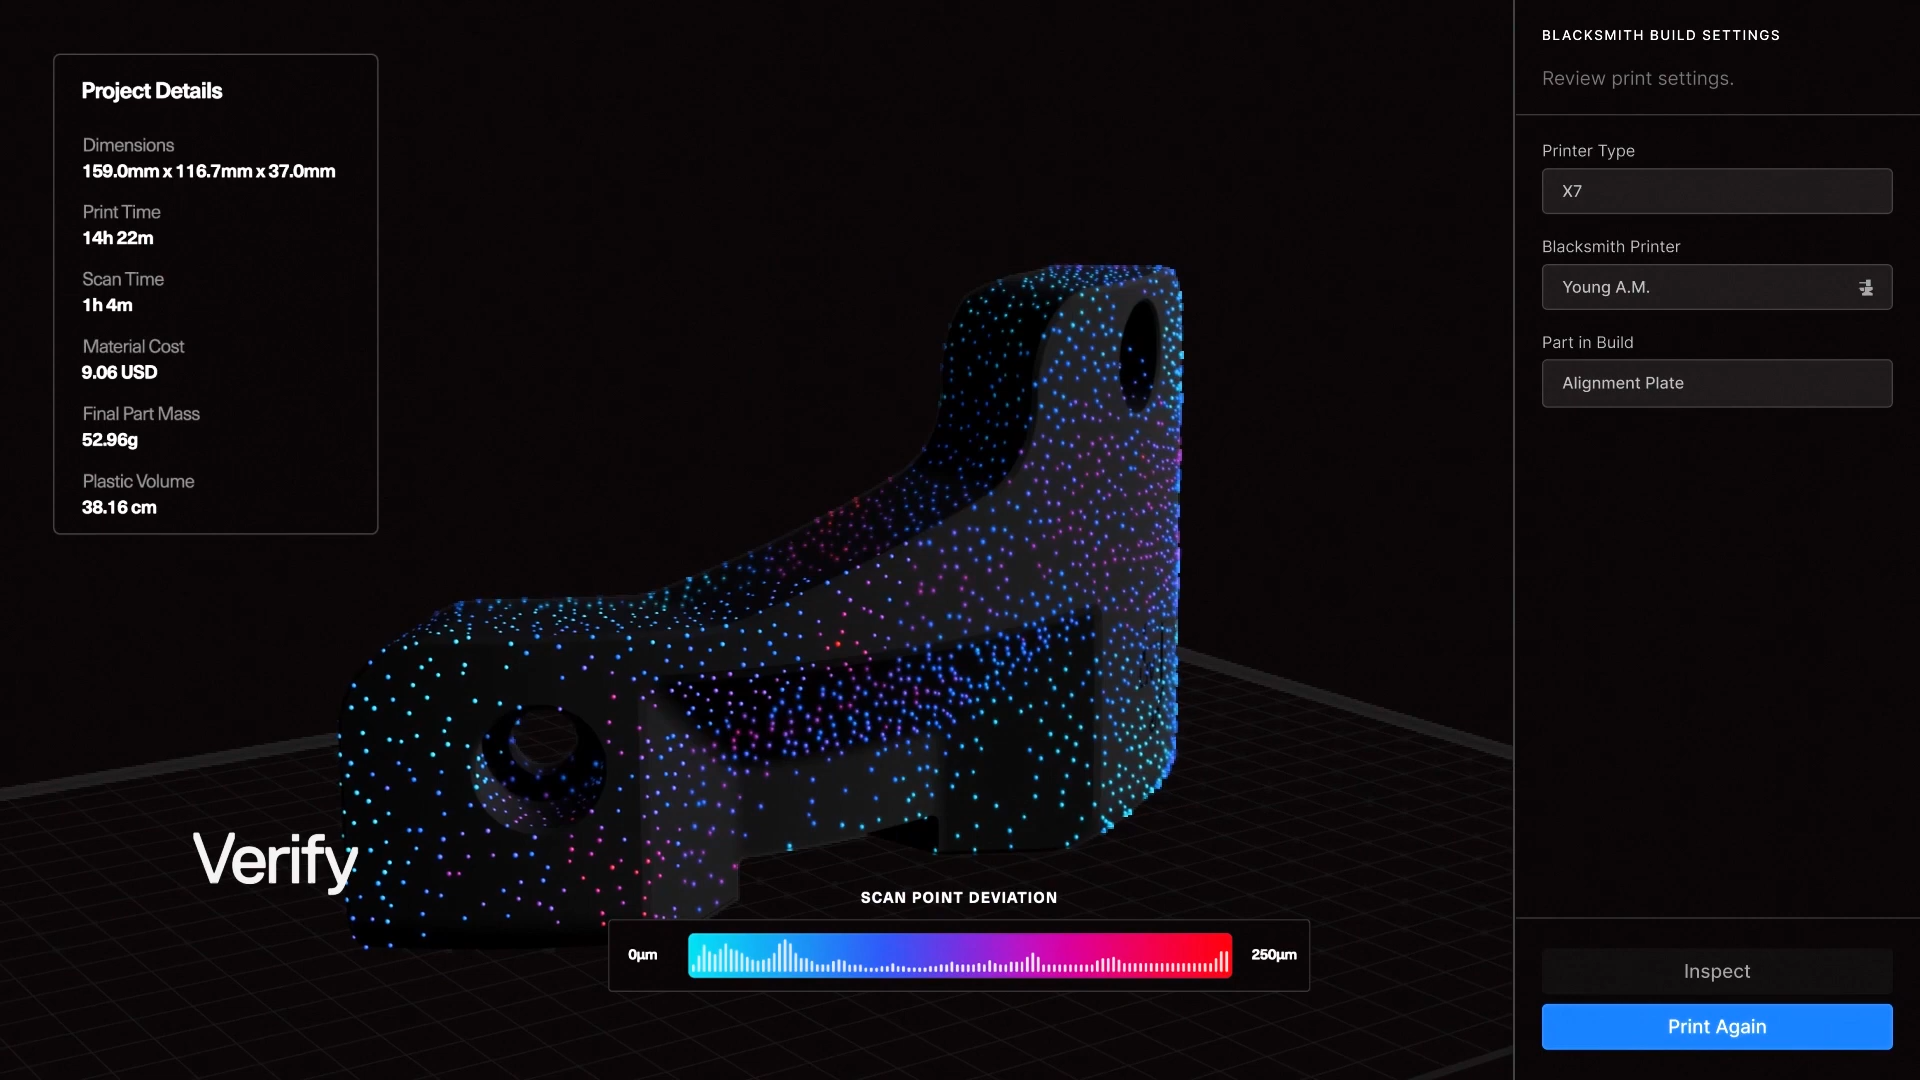 Project Details
Dimensions
159.0mm x 116.7mm x 37.0mm
Print Time
14h 22m
Scan Time
1h 4m
Material Cost
9.06 USD
Final Part Mass
52.96g
Plastic Volume
38.16 cm
Verify
SCAN POINT DEVIATION
0µm
250µm
BLACKSMITH BUILD SETTINGS
Review print settings.
Printer Type
X7
Blacksmith Printer
Young A.M.
Part in Build
Alignment Plate
Inspect
Print Again